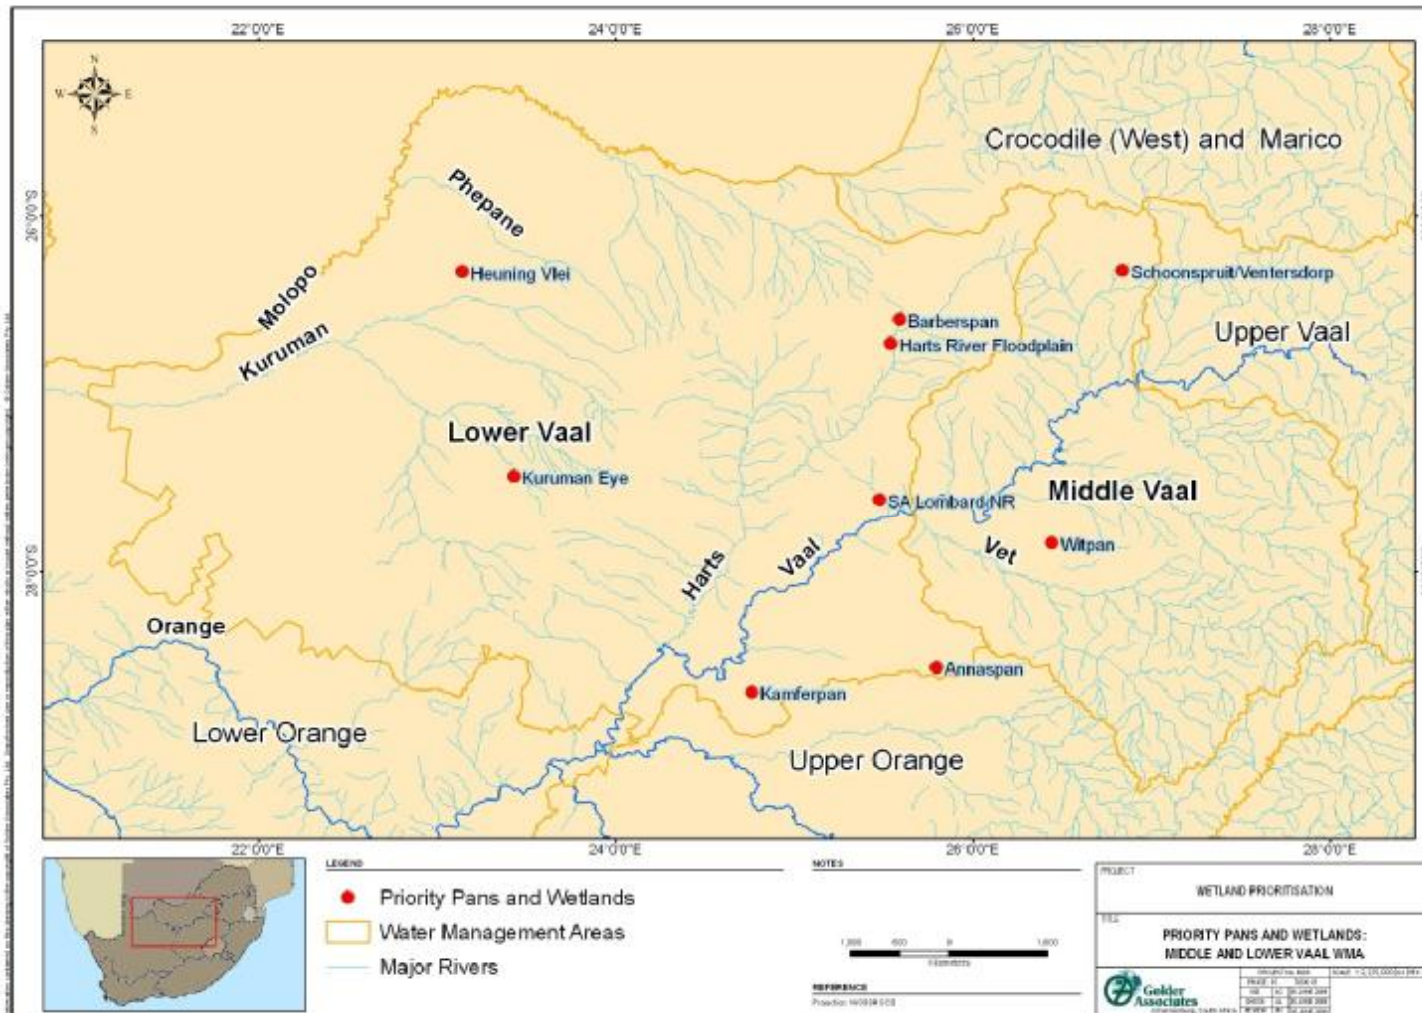 22°0'0"E 24°0'0"E 26°0'0"E 28°0'0"E
N
W E
S
Crocodile (West) and Marico
26°0'0"S
Phepane
Heuning Vlei
Schoonspruit/Ventersdorp
Molopo
Barberspan
Upper Vaal
Kuruman
Harts River Floodplain
Lower Vaal
Kuruman Eye
Middle Vaal
SA Lombard NR
Vet
Witpan
Vaal
28°0'0"S
Harts
Orange
Annaspan
Kamferpan
Lower Orange
Upper Orange
22°0'0"E 24°0'0"E 26°0'0"E 28°0'0"E
LEGEND
Priority Pans and Wetlands
Water Management Areas
Major Rivers
NOTES
Kilometers
REFERENCE
PROJECT
WETLAND PRIORITISATION
TITLE
PRIORITY PANS AND WETLANDS:
MIDDLE AND LOWER VAAL WMA
Golder
Associates